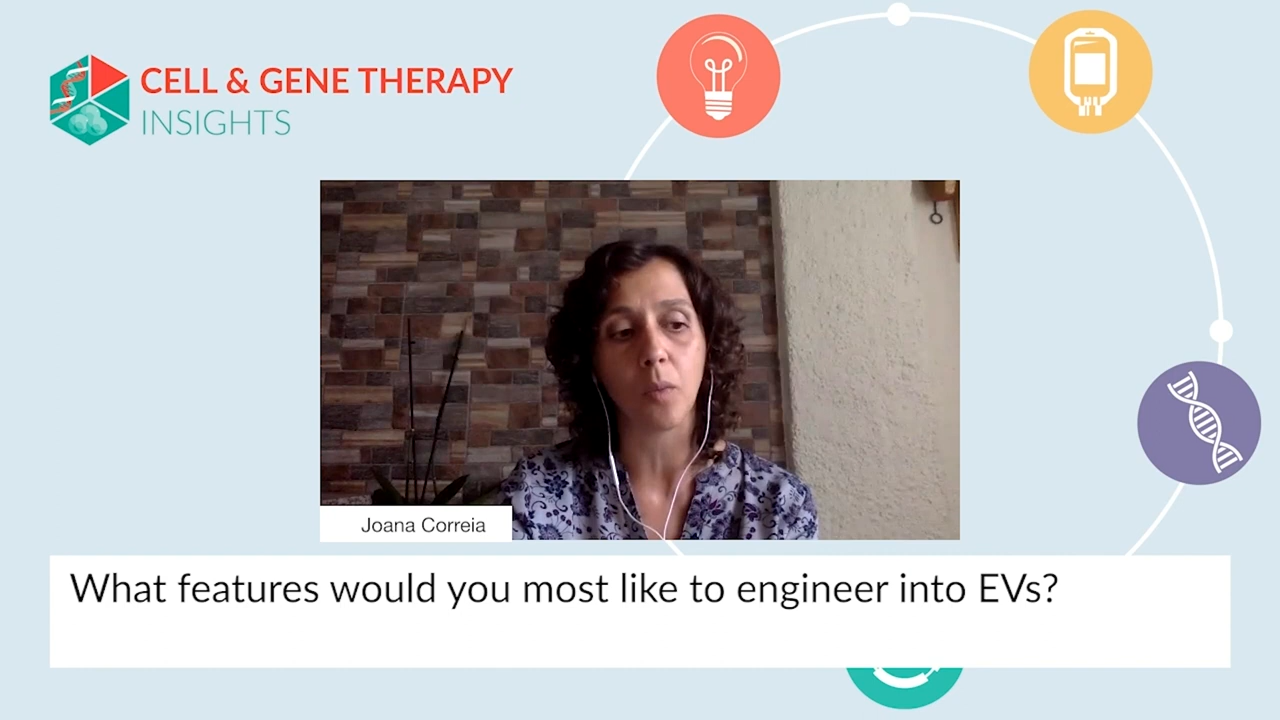 CELL & GENE THERAPY
INSIGHTS
Joana Correia
What features would you most like to engineer into EVs?